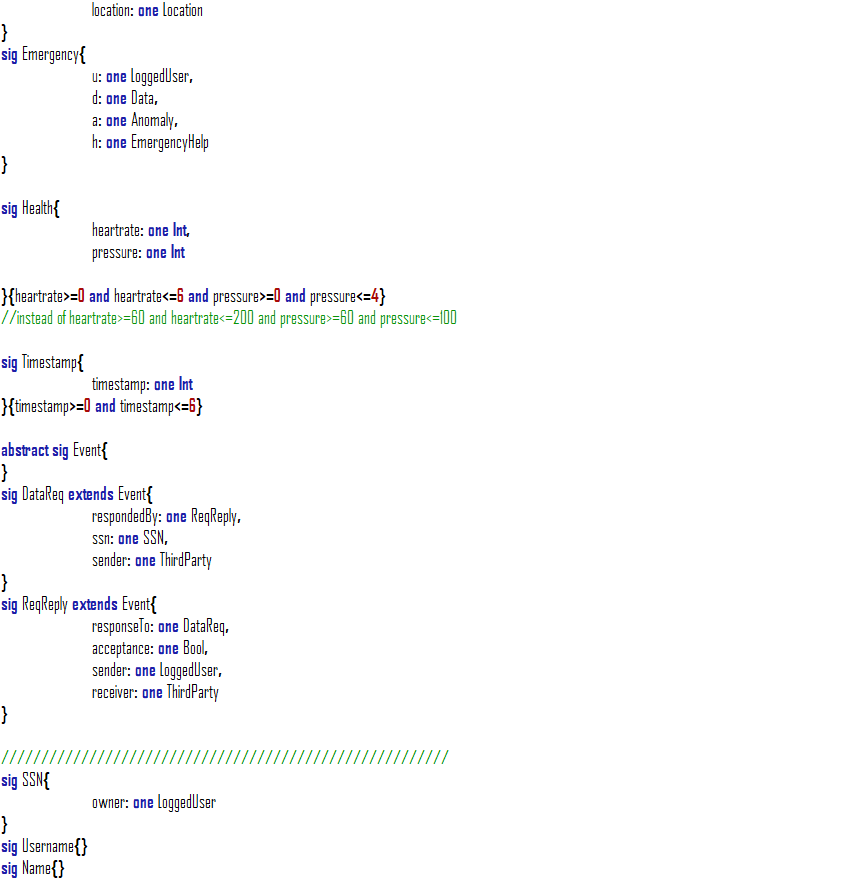 location: one Location
}
sig Emergency{
u: one LoggedUser,
d: one Data,
a: one Anomaly,
h: one EmergencyHelp
}
sig Health{
heartrate: one Int,
pressure: one Int
}{heartrate>=0 and heartrate<=6 and pressure>=0 and pressure<=4}
//instead of heartrate>=60 and heartrate<=200 and pressure>=60 and pressure<=100
sig Timestamp{
timestamp: one Int
}{timestamp>=0 and timestamp<=6}
abstract sig Event{
}
sig DataReq extends Event{
respondedBy: one ReqReply,
ssn: one SSN,
sender: one ThirdParty
}
sig ReqReply extends Event{
responseTo: one DataReq,
acceptance: one Bool,
sender: one LoggedUser,
receiver: one ThirdParty
}
////////////////////////////////////////////////////////
sig SSN{
owner: one LoggedUser
}
sig Username{}
sig Name{}